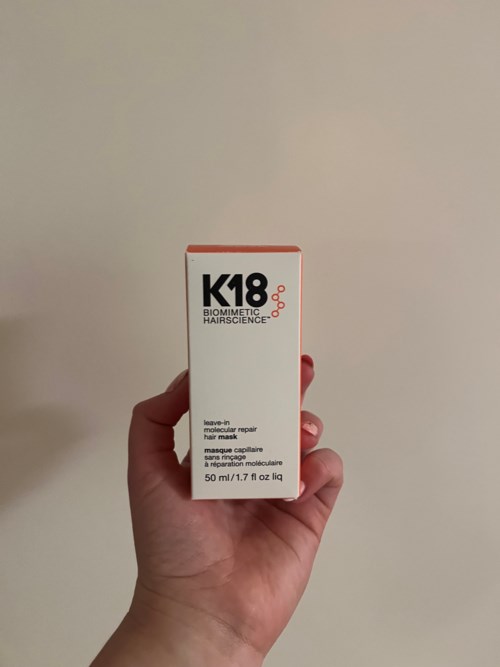 K18
BIOMIMETIC
HAIRSCIENCE™
leave-in
molecular repair
hair mask
masque capillaire
sans rinçage
à réparation moléculaire
50 ml/1.7 fl oz liq